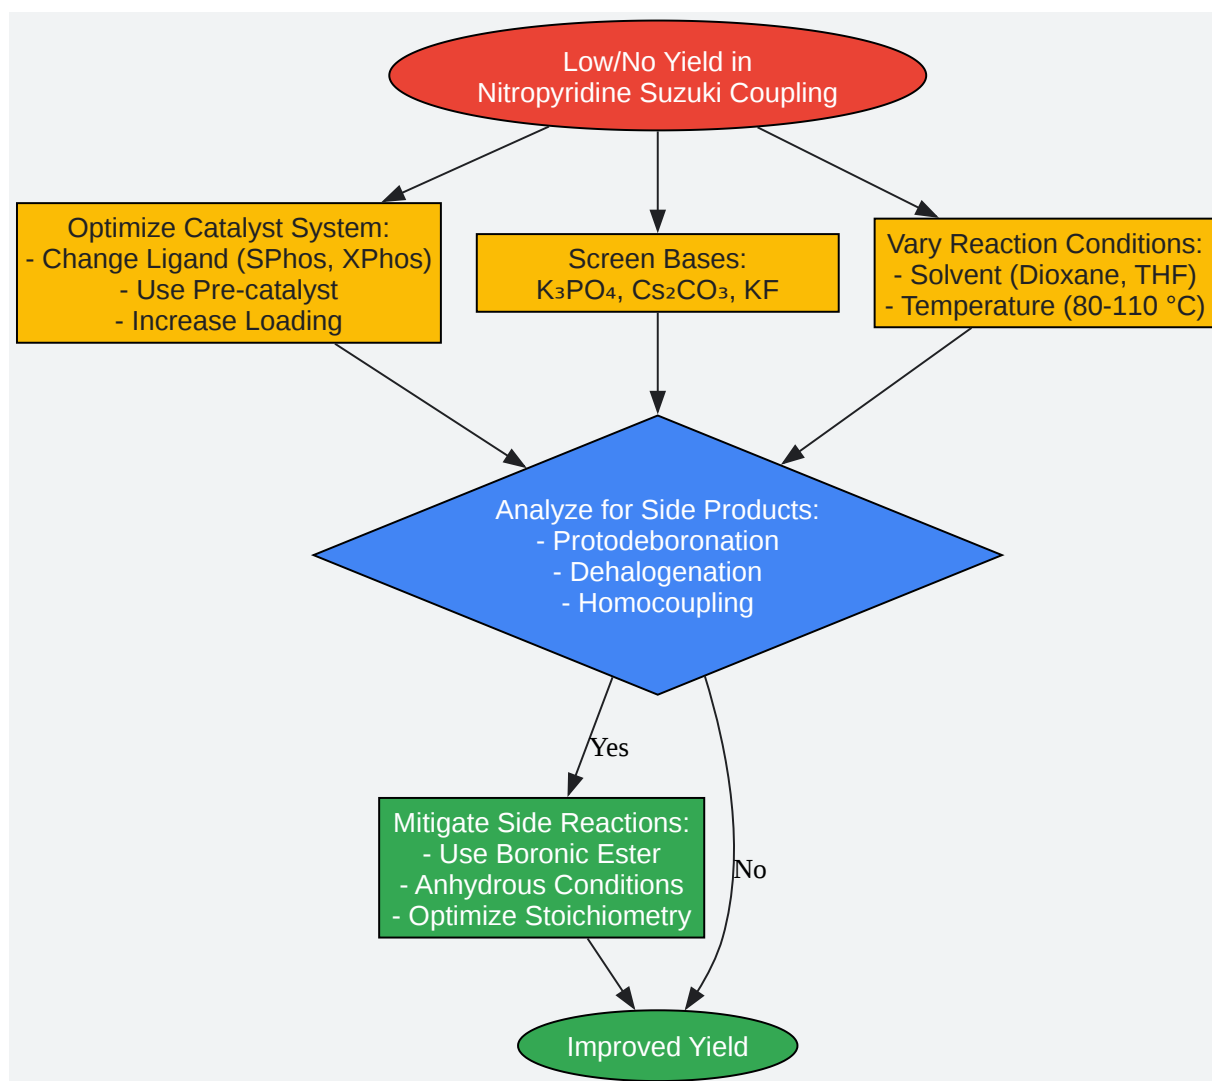 Low/No Yield in
Nitropyridine Suzuki Coupling
Optimize Catalyst System:
- Change Ligand (SPhos, XPhos)
- Use Pre-catalyst
- Increase Loading
Screen Bases:
K₃PO₄, Cs₂CO₃, KF
Vary Reaction Conditions:
- Solvent (Dioxane, THF)
- Temperature (80-110 °C)
Analyze for Side Products:
- Protodeboronation
- Dehalogenation
- Homocoupling
Yes
Mitigate Side Reactions:
- Use Boronic Ester
- Anhydrous Conditions
- Optimize Stoichiometry
No
Improved Yield